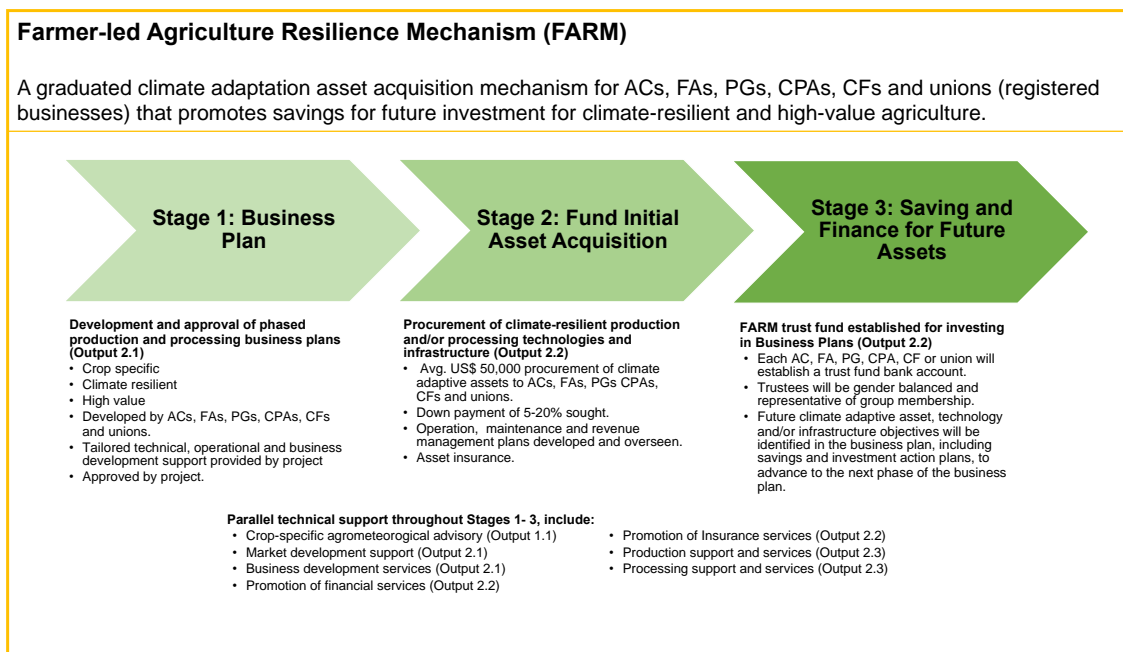 Farmer-led Agriculture Resilience Mechanism (FARM)
A graduated climate adaptation asset acquisition mechanism for ACs, FAs, PGs, CPAs, CFs and unions (registered
businesses) that promotes savings for future investment for climate-resilient and high-value agriculture.
Stage 1: Business
Plan
Stage 2: Fund Initial
Asset Acquisition
Stage 3: Saving and
Finance for Future
Assets
Development and approval of phased
production and processing business plans
(Output 2.1)
• Crop specific
• Climate resilient
• High value
• Developed by ACs, FAs, PGs, CPAs, CFs
and unions.
• Tailored technical, operational and business
development support provided by project
• Approved by project.
Procurement of climate-resilient production
and/or processing technologies and
infrastructure (Output 2.2)
• Avg. US$ 50,000 procurement of climate
adaptive assets to ACs, FAs, PGs CPAs,
CFs and unions.
• Down payment of 5-20% sought.
• Operation, maintenance and revenue
management plans developed and overseen.
• Asset insurance.
FARM trust fund established for investing
in Business Plans (Output 2.2)
• Each AC, FA, PG, CPA, CF or union will
establish a trust fund bank account.
• Trustees will be gender balanced and
representative of group membership.
• Future climate adaptive asset, technology
and/or infrastructure objectives will be
identified in the business plan, including
savings and investment action plans, to
advance to the next phase of the business
plan.
Parallel technical support throughout Stages 1- 3, include:
• Crop-specific agrometeorogical advisory (Output 1.1)
• Market development support (Output 2.1)
• Business development services (Output 2.1)
• Promotion of financial services (Output 2.2)
• Promotion of Insurance services (Output 2.2)
• Production support and services (Output 2.3)
• Processing support and services (Output 2.3)